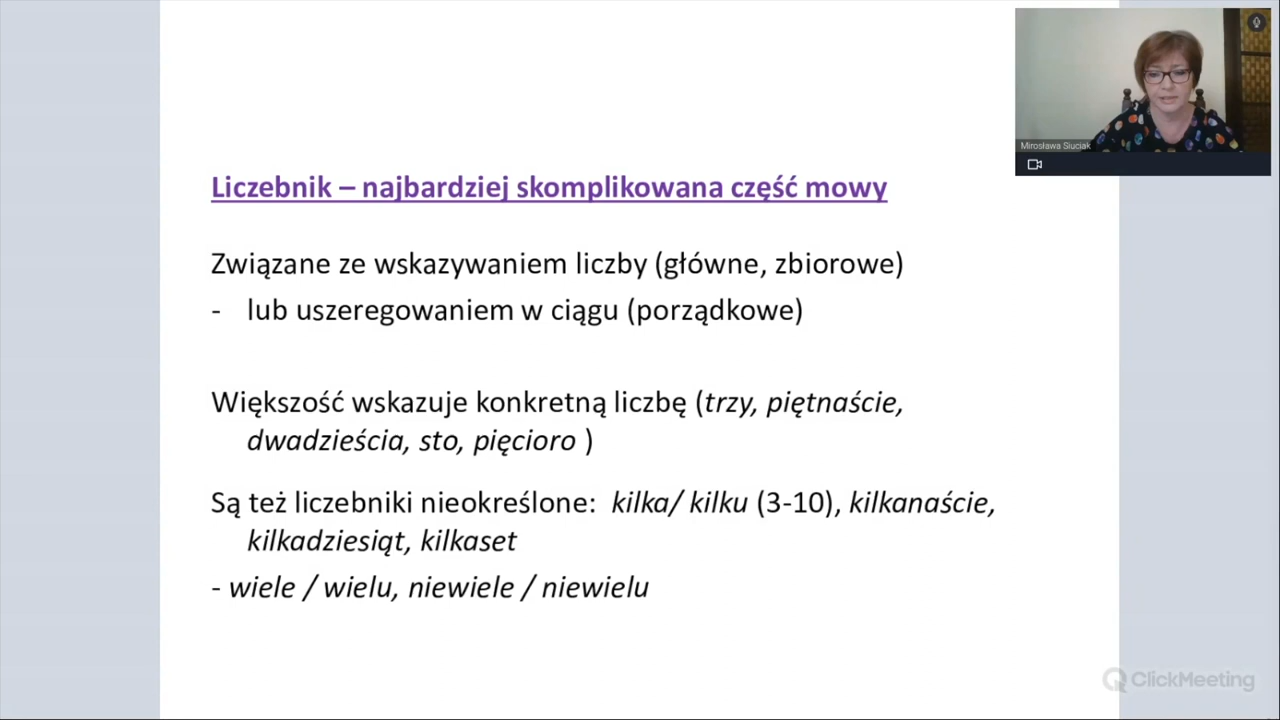 Mirosława Siuciak
Liczebnik – najbardziej skomplikowana część mowy
Związane ze wskazywaniem liczby (główne, zbiorowe)
- lub uszeregowaniem w ciągu (porządkowe)
Większość wskazuje konkretną liczbę (trzy, piętnaście,
dwadzieścia, sto, pięcioro )
Są też liczebniki nieokreślone: kilka/ kilku (3-10), kilkanaście,
kilkadziesiąt, kilkaset
- wiele / wielu, niewiele / niewielu
ClickMeeting